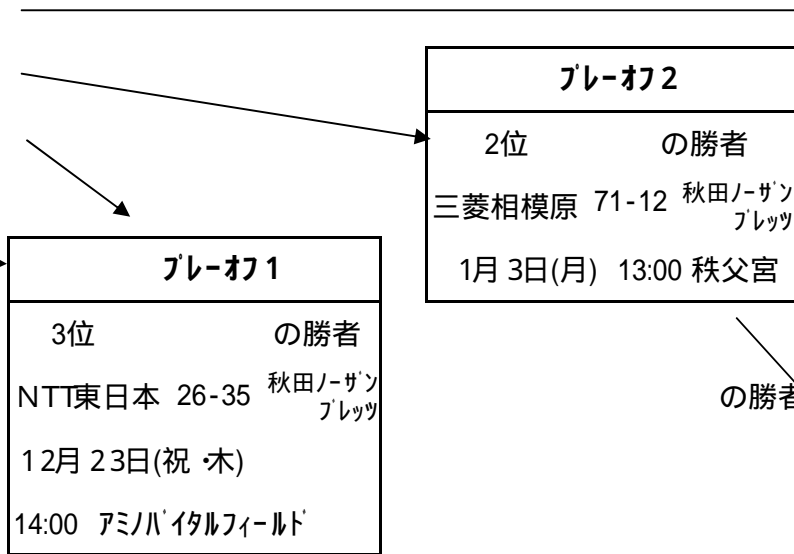 ﾌﾟﾚｰｵﾌ 2
2位 の勝者
三菱相模原 71-12 秋田ﾉｰｻﾞﾝ
ﾌﾞﾚｯﾂ
1月 3日(月) 13:00 秩父宮
ﾌﾟﾚｰｵﾌ 1
3位 の勝者
NTT東日本 26-35 秋田ﾉｰｻﾞﾝ
ﾌﾞﾚｯﾂ
12月 23日(祝・木)
14:00 ｱﾐﾉﾊﾞｲﾀﾙﾌｨｰﾙﾄﾞ
の勝者